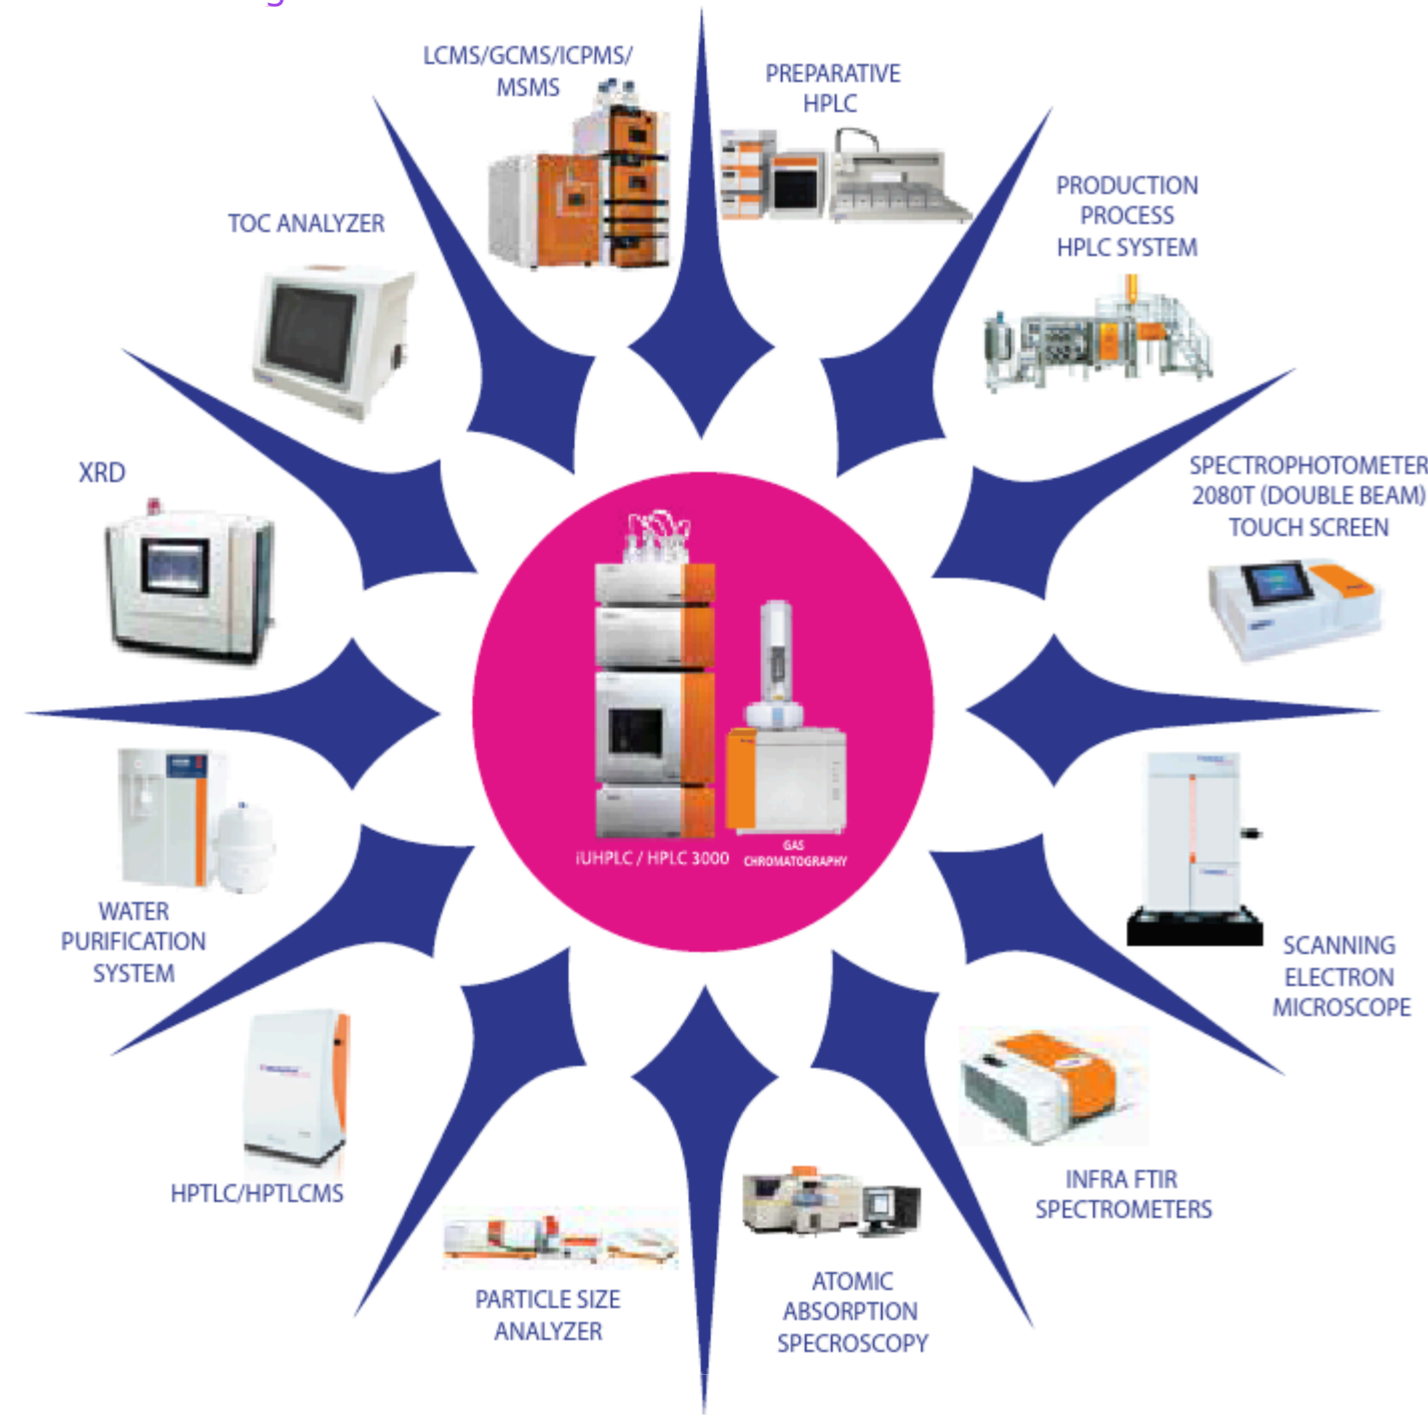 LCMS/GCMS/ICPMS/
MSMS
PREPARATIVE
HPLC
PRODUCTION
PROCESS
HPLC SYSTEM
TOC ANALYZER
SPECTROPHOTOMETER
2080T (DOUBLE BEAM)
TOUCH SCREEN
XRD
iUHPLC / HPLC 3000
GAS
CHROMATOGRAPHY
WATER
PURIFICATION
SYSTEM
SCANNING
ELECTRON
MICROSCOPE
HPTLC/HPTLCMS
INFRA FTIR
SPECTROMETERS
PARTICLE SIZE
ANALYZER
ATOMIC
ABSORPTION
SPECROSCOPY